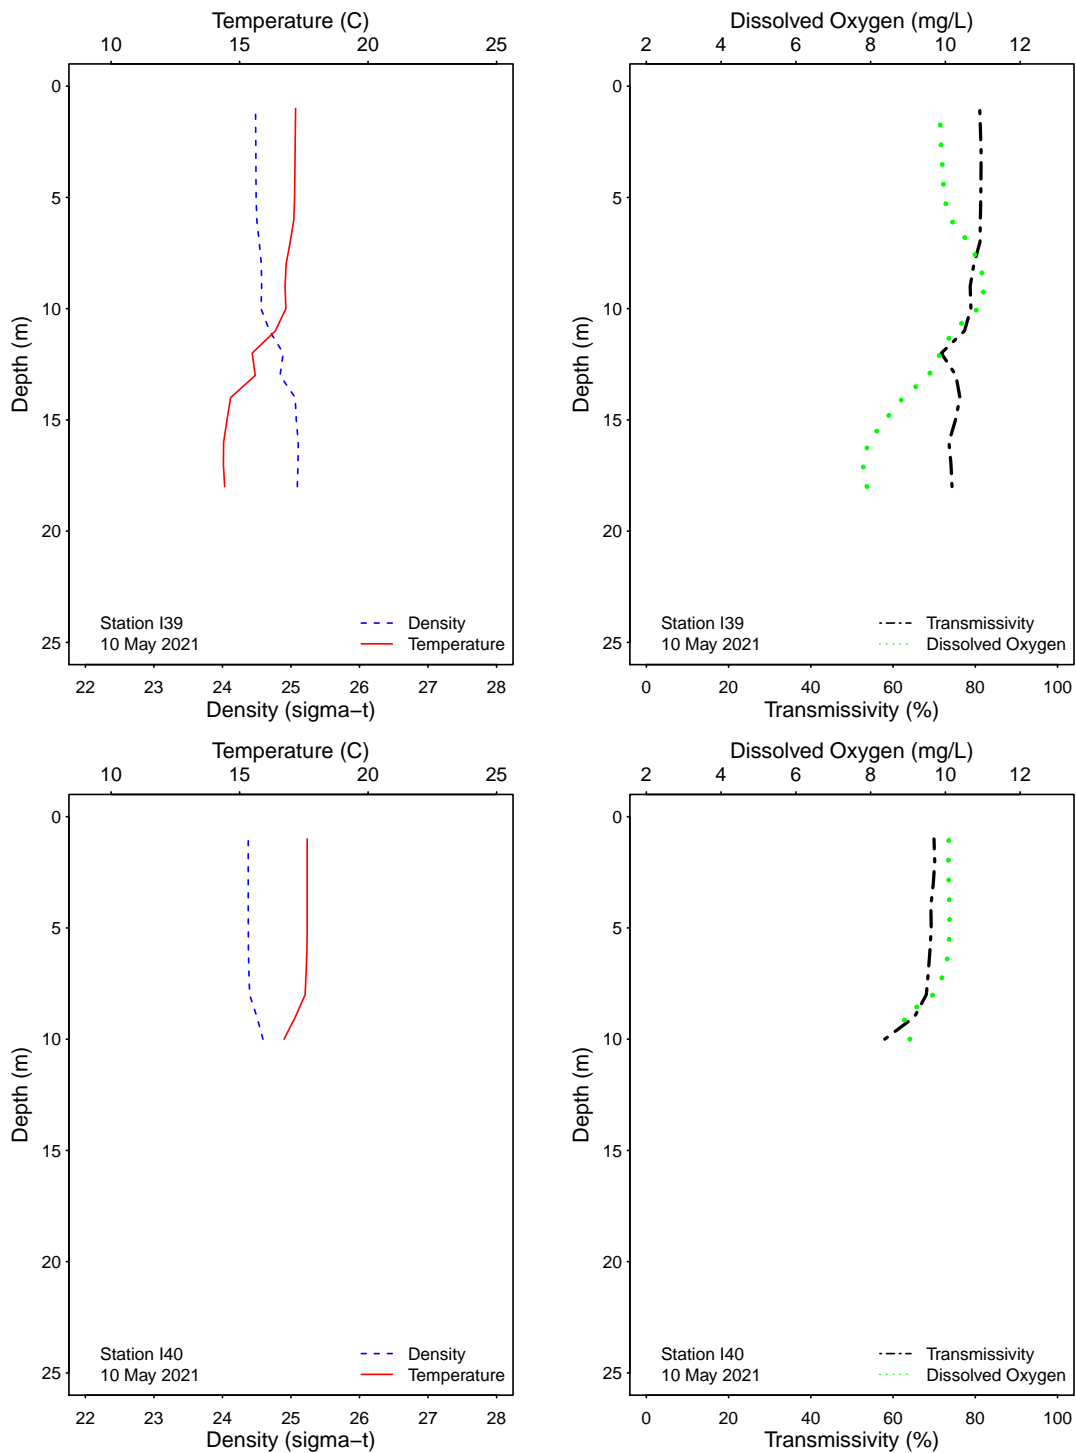 Temperature (C)
10 15 20 25
0
5
10
15
20
25
Depth (m)
Station I39
10 May 2021
Density
Temperature
22 23 24 25 26 27 28
Density (sigma−t)
Dissolved Oxygen (mg/L)
2 4 6 8 10 12
0
5
10
15
20
25
Depth (m)
Station I39
10 May 2021
Transmissivity
Dissolved Oxygen
0 20 40 60 80 100
Transmissivity (%)
Temperature (C)
10 15 20 25
0
5
10
15
20
25
Depth (m)
Station I40
10 May 2021
Density
Temperature
22 23 24 25 26 27 28
Density (sigma−t)
Dissolved Oxygen (mg/L)
2 4 6 8 10 12
0
5
10
15
20
25
Depth (m)
Station I40
10 May 2021
Transmissivity
Dissolved Oxygen
0 20 40 60 80 100
Transmissivity (%)